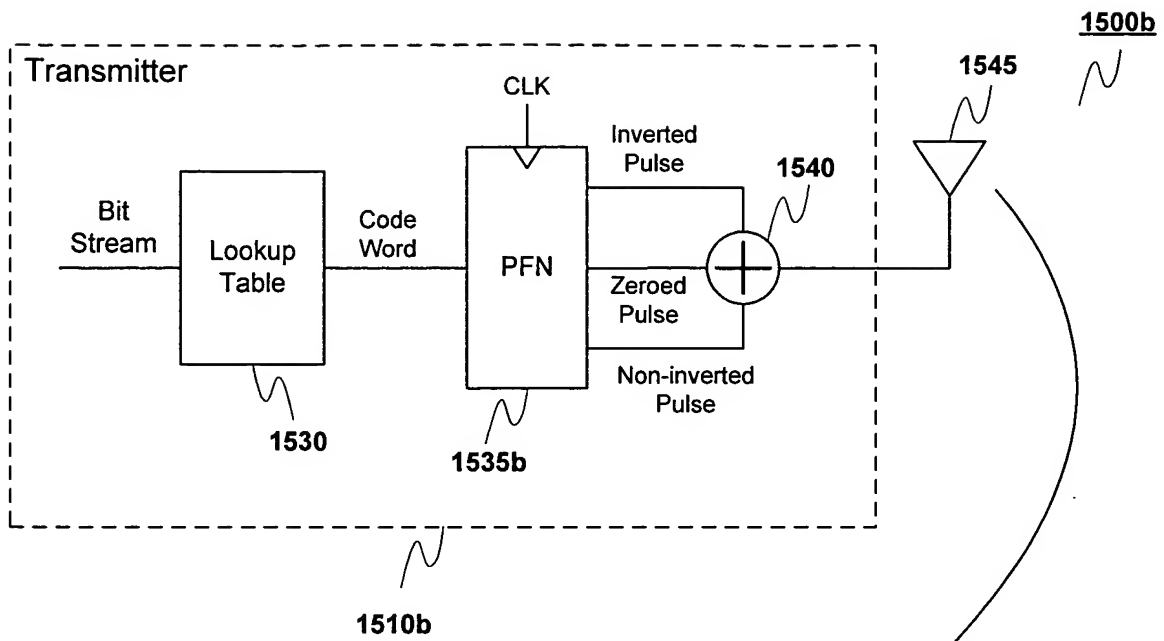 1500b
Transmitter
1545
CLK
Inverted
Pulse
1540
Bit
Stream
Lookup
Table
Code
Word
PFN
Zeroed
Pulse
Non-inverted
Pulse
1530
1535b
1510b